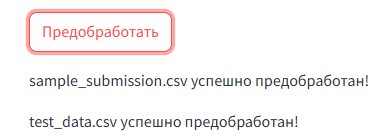 Предобработать
sample_submission.csv успешно предобработан!
test_data.csv успешно предобработан!